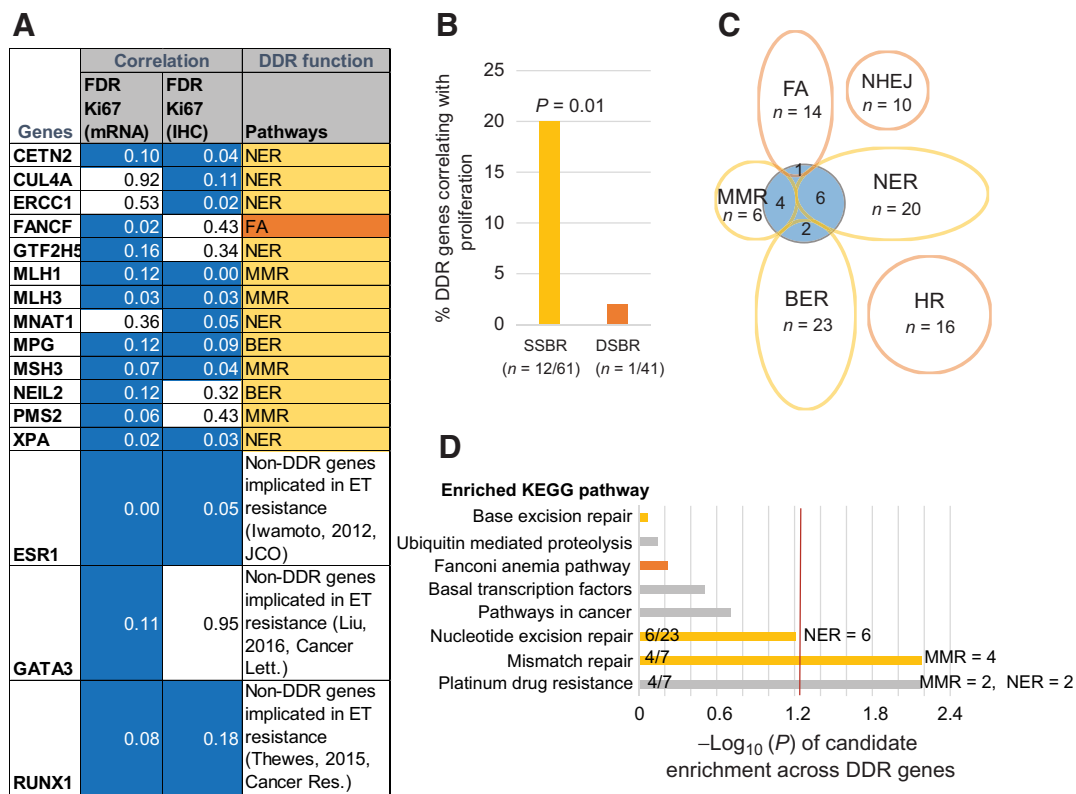 A
Correlation DDR function
Genes FDR Ki67 (mRNA) FDR Ki67 (IHC) Pathways
CETN2 0.10 0.04 NER
CUL4A 0.92 0.11 NER
ERCC1 0.53 0.02 NER
FANCF 0.02 0.43 FA
GTF2H5 0.16 0.34 NER
MLH1 0.12 0.00 MMR
MLH3 0.03 0.03 MMR
MNAT1 0.36 0.05 NER
MPG 0.12 0.09 BER
MSH3 0.07 0.04 MMR
NEIL2 0.12 0.32 BER
PMS2 0.06 0.43 MMR
XPA 0.02 0.03 NER
ESR1 0.00 0.05 Non-DDR genes
implicated in ET
resistance
(Iwamoto, 2012,
JCO)
GATA3 0.11 0.95 Non-DDR genes
implicated in ET
resistance (Liu,
2016, Cancer
Lett.)
RUNX1 0.08 0.18 Non-DDR genes
implicated in ET
resistance
(Thewes, 2015,
Cancer Res.)
B
% DDR genes correlating with
proliferation
25
20
15
10
5
0
P = 0.01
SSBR DSBR
(n = 12/61) (n = 1/41)
C
FA
n = 14
NHEJ
n = 10
MMR
n = 6
1
4
6
2
NER
n = 20
BER
n = 23
HR
n = 16
D
Enriched KEGG pathway
Base excision repair
Ubiquitin mediated proteolysis
Fanconi anemia pathway
Basal transcription factors
Pathways in cancer
Nucleotide excision repair 6/23 NER = 6
Mismatch repair 4/7 MMR = 4
Platinum drug resistance 4/7 MMR = 2, NER = 2
0 0.6 1.2 1.8 2.4
−Log10 (P) of candidate
enrichment across DDR genes